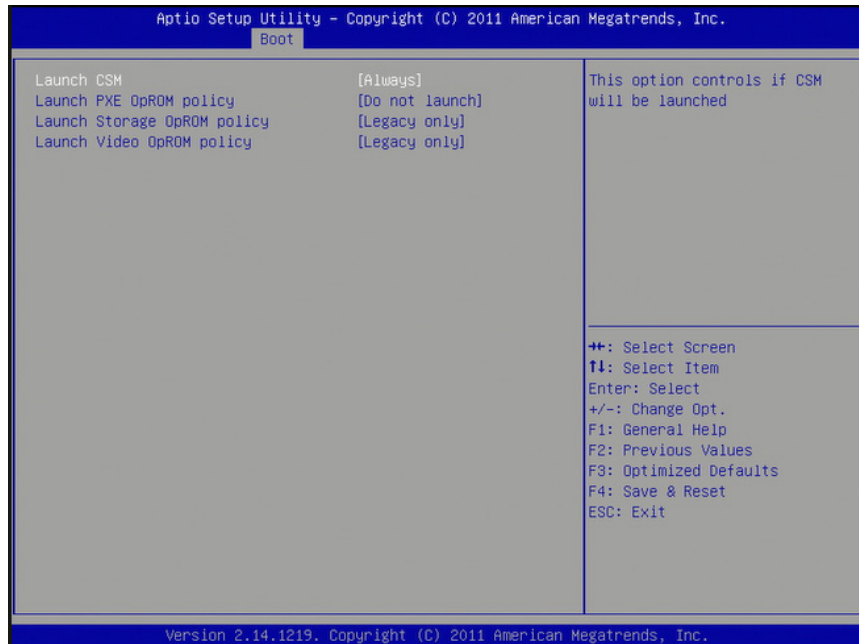 Aptio Setup Utility – Copyright (C) 2011 American Megatrends, Inc.
Boot
Launch CSM [Always]
Launch PXE OpROM policy [Do not launch]
Launch Storage OpROM policy [Legacy only]
Launch Video OpROM policy [Legacy only]
This option controls if CSM
will be launched
→←: Select Screen
↑↓: Select Item
Enter: Select
+/-: Change Opt.
F1: General Help
F2: Previous Values
F3: Optimized Defaults
F4: Save & Reset
ESC: Exit
Version 2.14.1219. Copyright (C) 2011 American Megatrends, Inc.